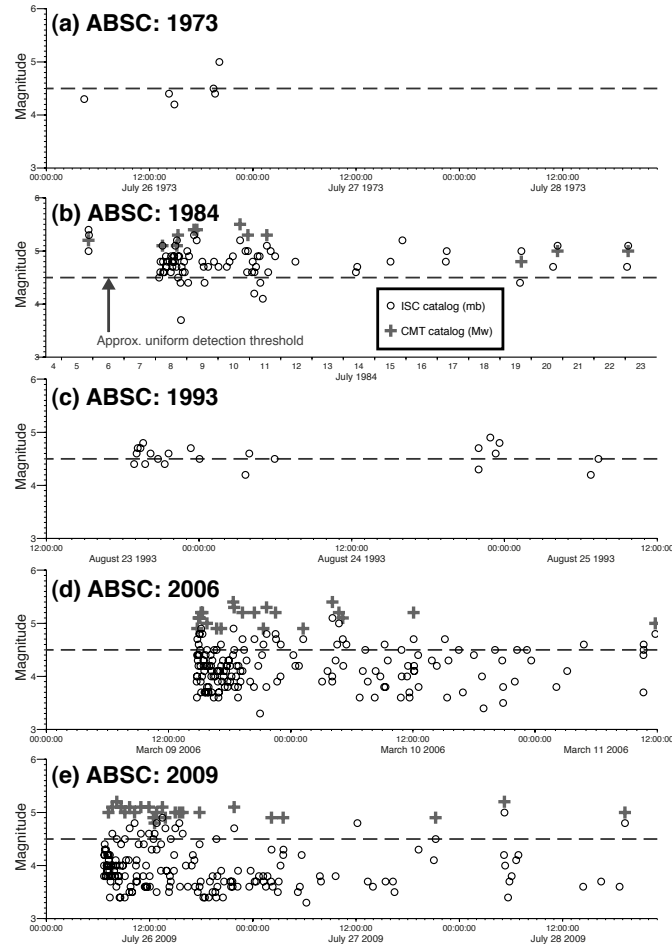 (a) ABSC: 1973
Magnitude
6
5
4
3
00:00:00 12:00:00 00:00:00 12:00:00 00:00:00 12:00:00
July 26 1973 July 27 1973 July 28 1973
(b) ABSC: 1984
Magnitude
6
5
4
3
ISC catalog (mb)
CMT catalog (Mw)
Approx. uniform detection threshold
4 5 6 7 8 9 10 11 12 13 14 15 16 17 18 19 20 21 22 23
July 1984
(c) ABSC: 1993
Magnitude
6
5
4
3
12:00:00 00:00:00 12:00:00 00:00:00 12:00:00
August 23 1993 August 24 1993 August 25 1993
(d) ABSC: 2006
Magnitude
6
5
4
3
00:00:00 12:00:00 00:00:00 12:00:00 00:00:00 12:00:00
March 09 2006 March 10 2006 March 11 2006
(e) ABSC: 2009
Magnitude
6
5
4
3
00:00:00 12:00:00 00:00:00 12:00:00 00:00:00 12:00:00
July 26 2009 July 27 2009 July 28 2009